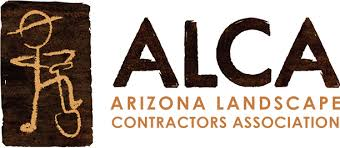 ALCA
ARIZONA LANDSCAPE
CONTRACTORS ASSOCIATION